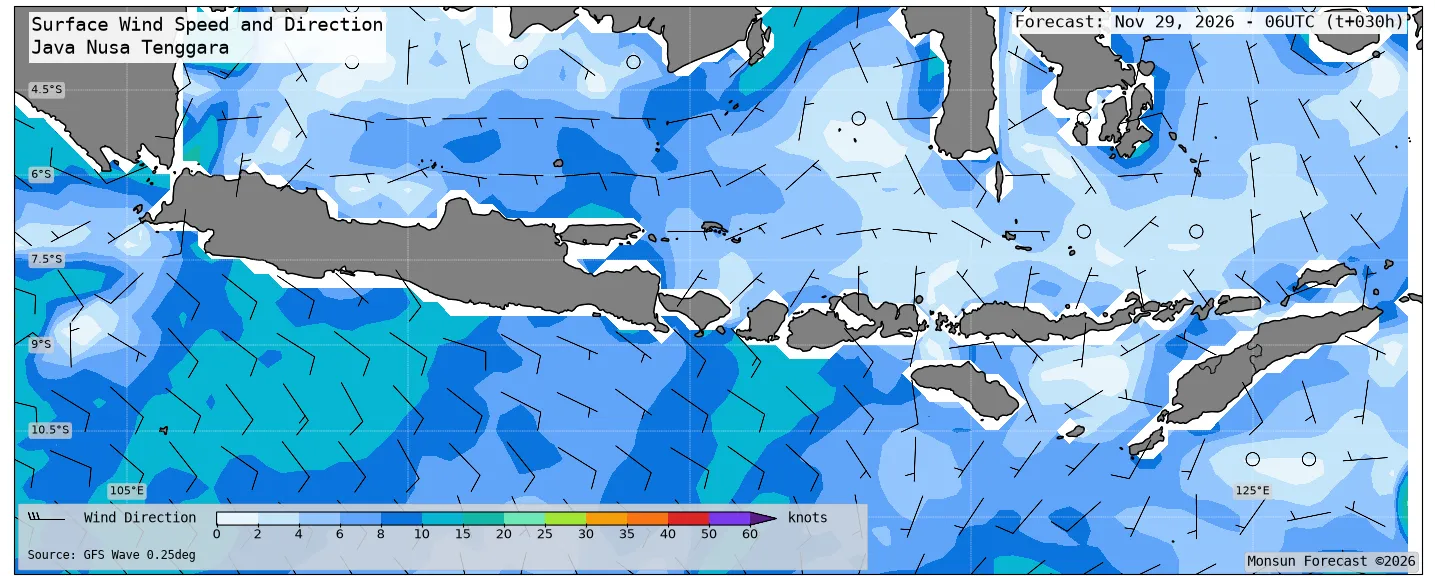 Surface Wind Speed and Direction
Java Nusa Tenggara
Forecast: Nov 29, 2026 - 06UTC (t+030h)
4.5°S
6°S
7.5°S
9°S
10.5°S
105°E
125°E
Wind Direction
0 2 4 6 8 10 15 20 25 30 35 40 50 60
knots
Source: GFS Wave 0.25deg
Monsun Forecast ©2026